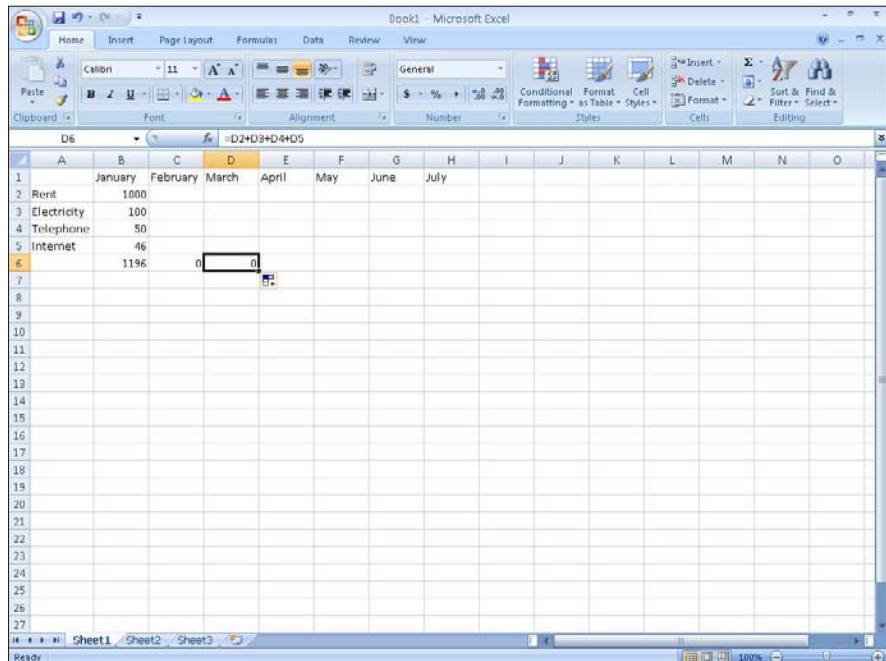 Book1 - Microsoft Excel
Home Insert Page Layout Formulas Data Review View
Paste
Calibri 11 A A
B I U A
General
$ % ,
Conditional Formatting
Format as Table
Cell Styles
Insert
Delete
Format
Σ
Sort & Filter
Find & Select
Clipboard Font Alignment Number Styles Cells Editing
D6 fx =D2+D3+D4+D5
A B C D E F G H I J K L M N O
1 January February March April May June July
2 Rent 1000
3 Electricity 100
4 Telephone 50
5 Internet 46
6 1196 0 0
7
8
9
10
11
12
13
14
15
16
17
18
19
20
21
22
23
24
25
26
27
Sheet1 Sheet2 Sheet3
Ready 100%